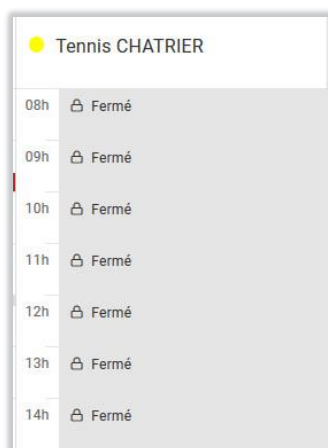 Tennis CHATRIER
08h Fermé
09h Fermé
10h Fermé
11h Fermé
12h Fermé
13h Fermé
14h Fermé